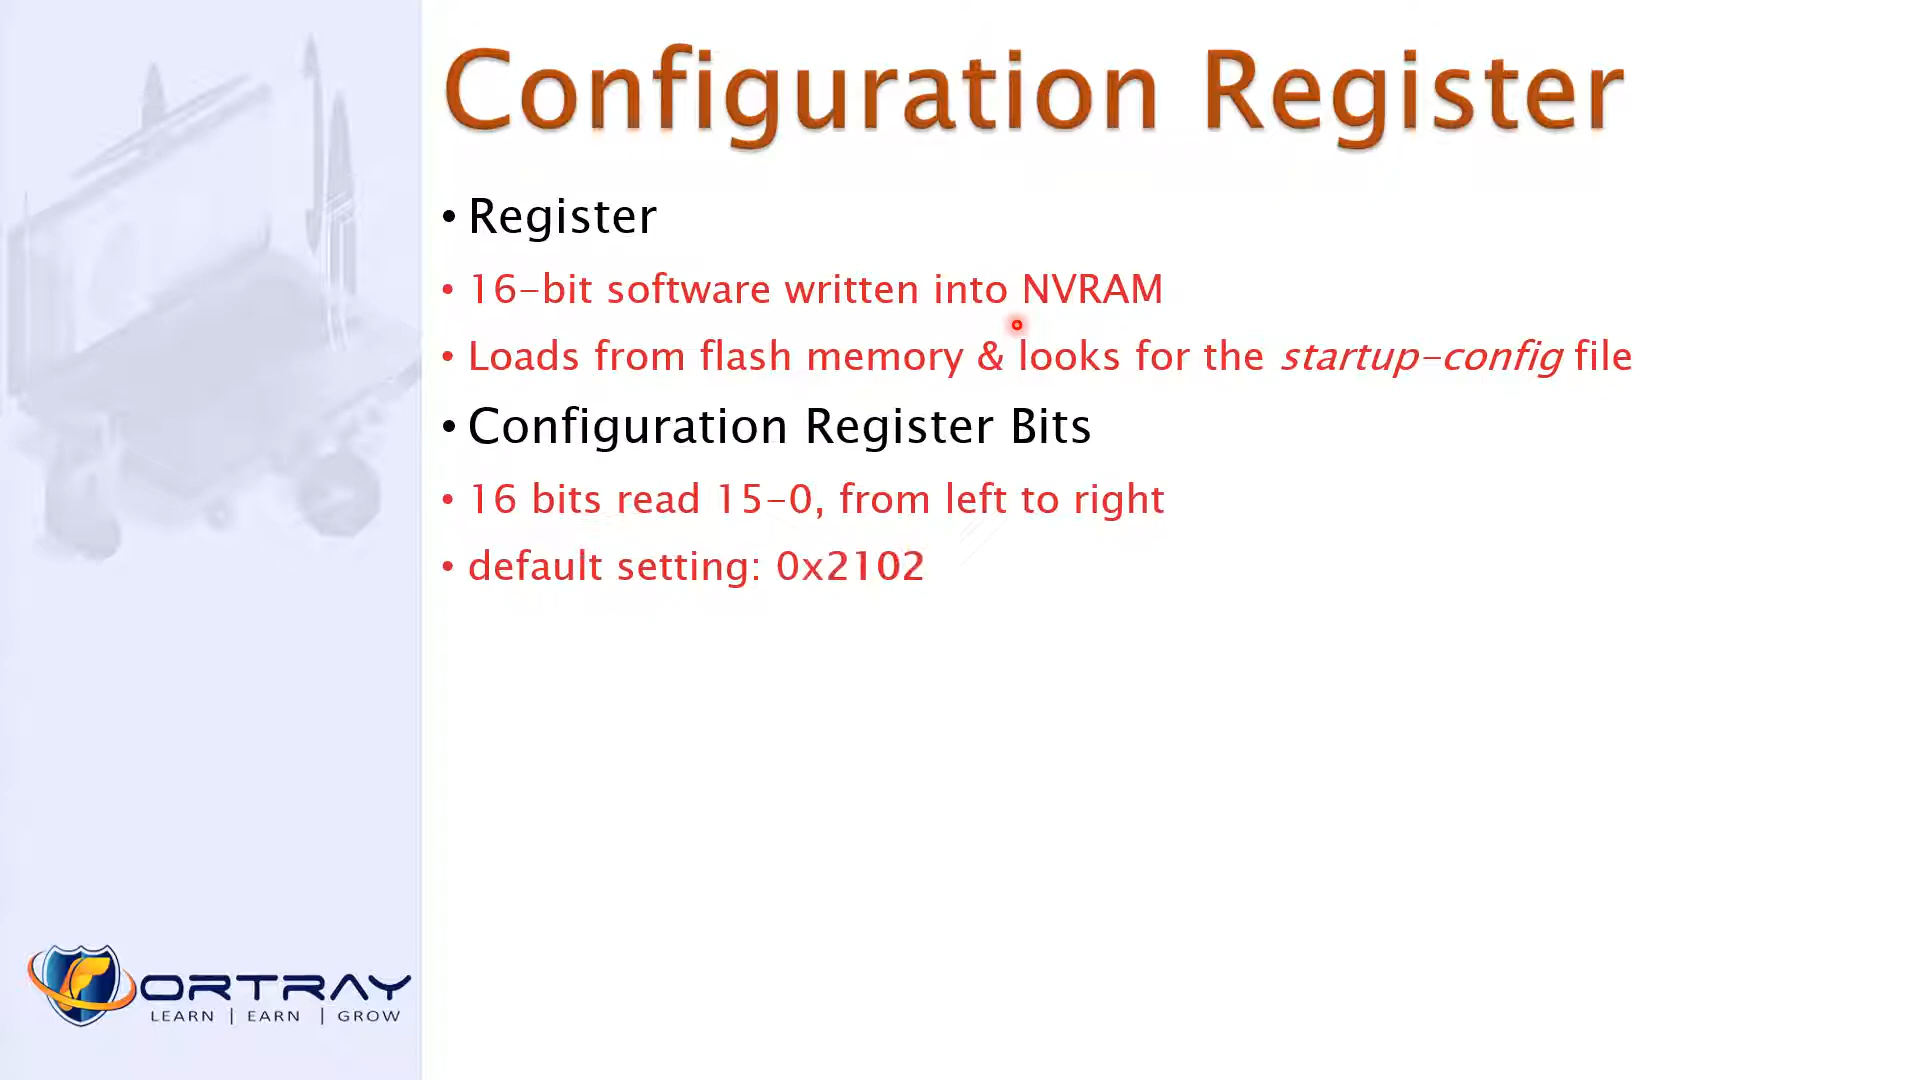 Configuration Register
• Register
• 16-bit software written into NVRAM
• Loads from flash memory & looks for the startup-config file
• Configuration Register Bits
• 16 bits read 15-0, from left to right
• default setting: 0x2102
FORTRAY
LEARN | EARN | GROW